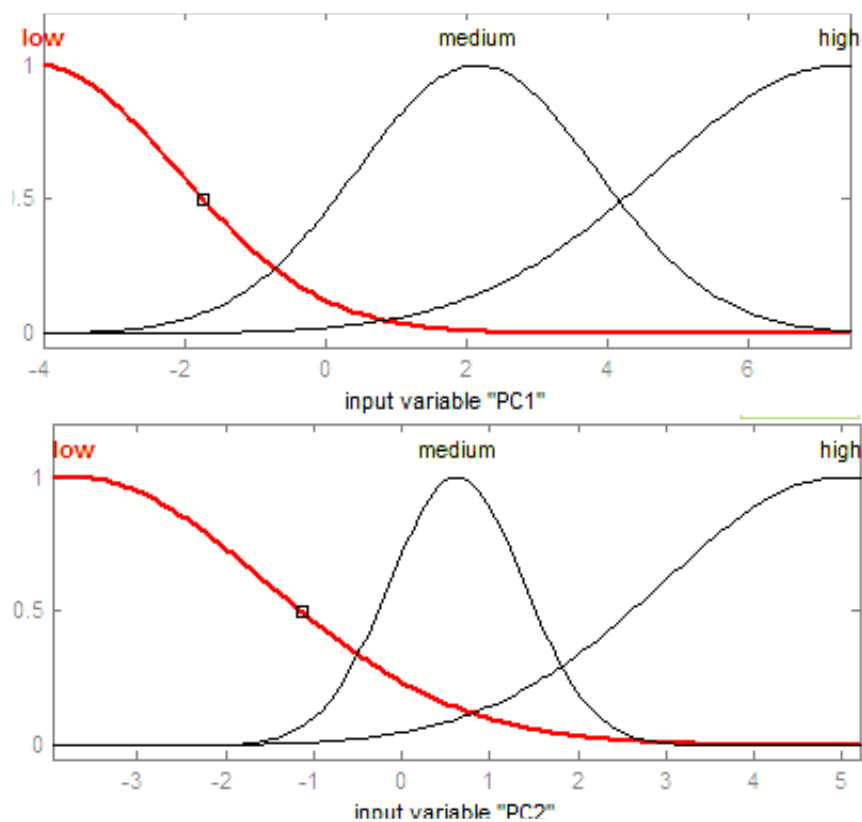 low medium high
1
).5
0
-4 -2 0 2 4 6
input variable "PC1"
low medium high
1
0.5
0
-3 -2 -1 0 1 2 3 4 5
input variable "PC2"